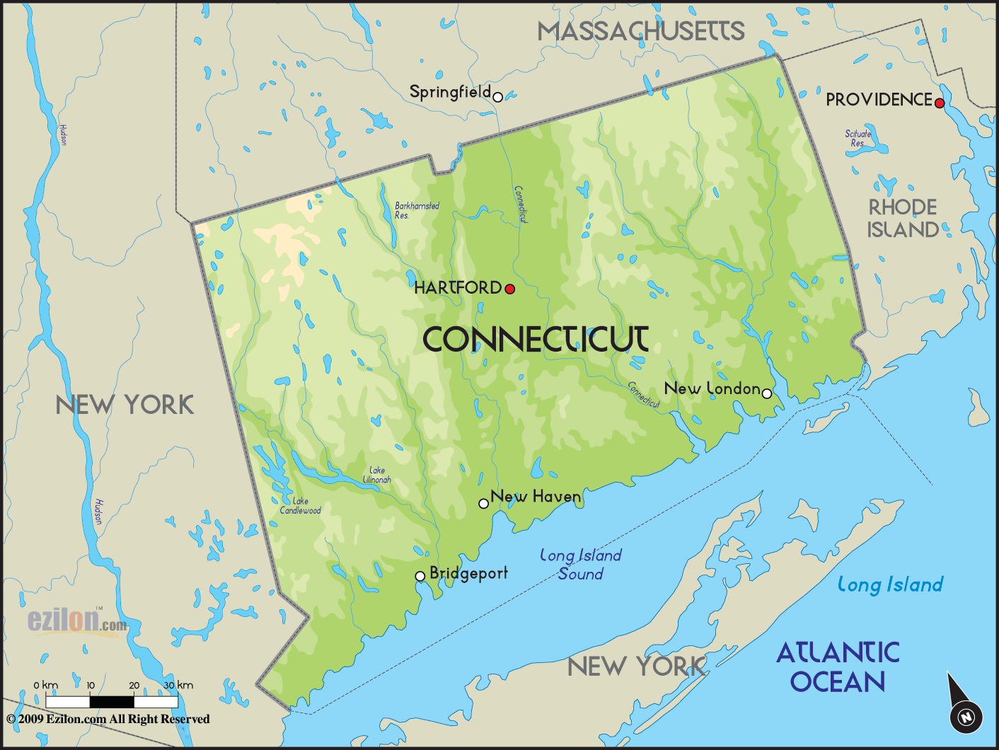 MASSACHUSETTS
Springfield
PROVIDENCE
Hudson
Scituate
Res.
Connecticut
Barkhamsted
Res.
RHODE
ISLAND
HARTFORD
CONNECTICUT
NEW YORK
New London
Connecticut
Lake
Lilinonah
Lake
Candlewood
New Haven
Hudson
Long Island
Sound
Bridgeport
Long Island
ezilon.com™
ATLANTIC
OCEAN
NEW YORK
0 km 10 20 30 km
N
© 2009 Ezilon.com All Right Reserved